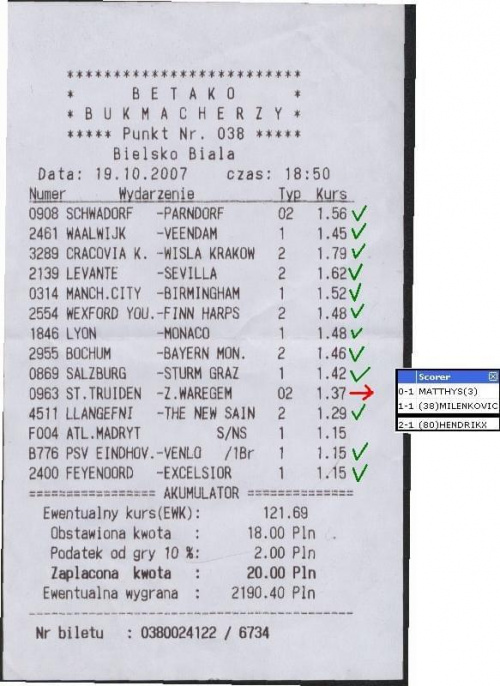 ************************
* BETAKO *
* BUKMACHERZY *
***** Punkt Nr. 038 *****
Bielsko Biala
Data: 19.10.2007 czas: 18:50
Numer Wydarzenie Typ Kurs
0908 SCHWADORF -PARNDORF 02 1.56
2461 WAALWIJK -VEENDAM 1 1.45
3289 CRACOVIA K. -WISLA KRAKOW 2 1.79
2139 LEVANTE -SEVILLA 2 1.62
0314 MANCH.CITY -BIRMINGHAM 1 1.52
2554 WEXFORD YOU.-FINN HARPS 2 1.48
1846 LYON -MONACO 1 1.48
2955 BOCHUM -BAYERN MON. 2 1.46
0869 SALZBURG -STURM GRAZ 1 1.42
0963 ST.TRUIDEN -Z.WAREGEM 02 1.37
4511 LLANGEFNI -THE NEW SAIN 2 1.29
F004 ATL.MADRYT S/NS 1 1.15
B776 PSV EINDHOV.-VENLO /1Br 1 1.15
2400 FEYENOORD -EXCELSIOR 1 1.15
================ AKUMULATOR ==============
Ewentualny kurs(EWK): 121.69
Obstawiona kwota : 18.00 Pln
Podatek od gry 10 %: 2.00 Pln
Zaplacona kwota : 20.00 Pln
Ewentualna wygrana : 2190.40 Pln
Nr biletu : 0380024122 / 6734
Scorer
0-1 MATTHYS(3)
1-1 (38)MILENKOVIC
2-1 (80)HENDRIKX